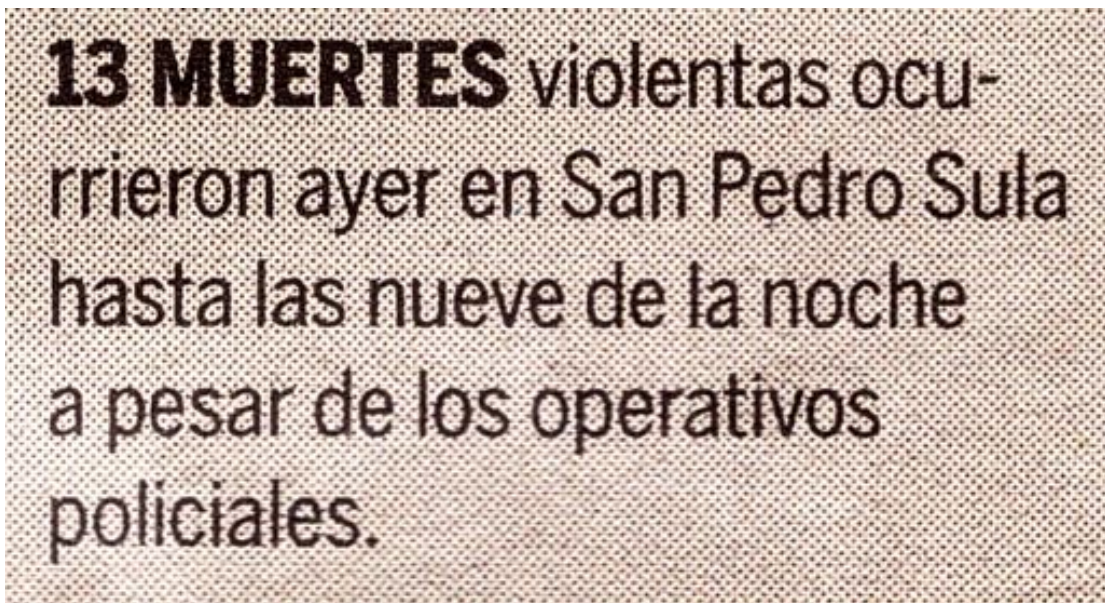 13 MUERTES violentas ocu-
rrieron ayer en San Pedro Sula
hasta las nueve de la noche
a pesar de los operativos
policiales.